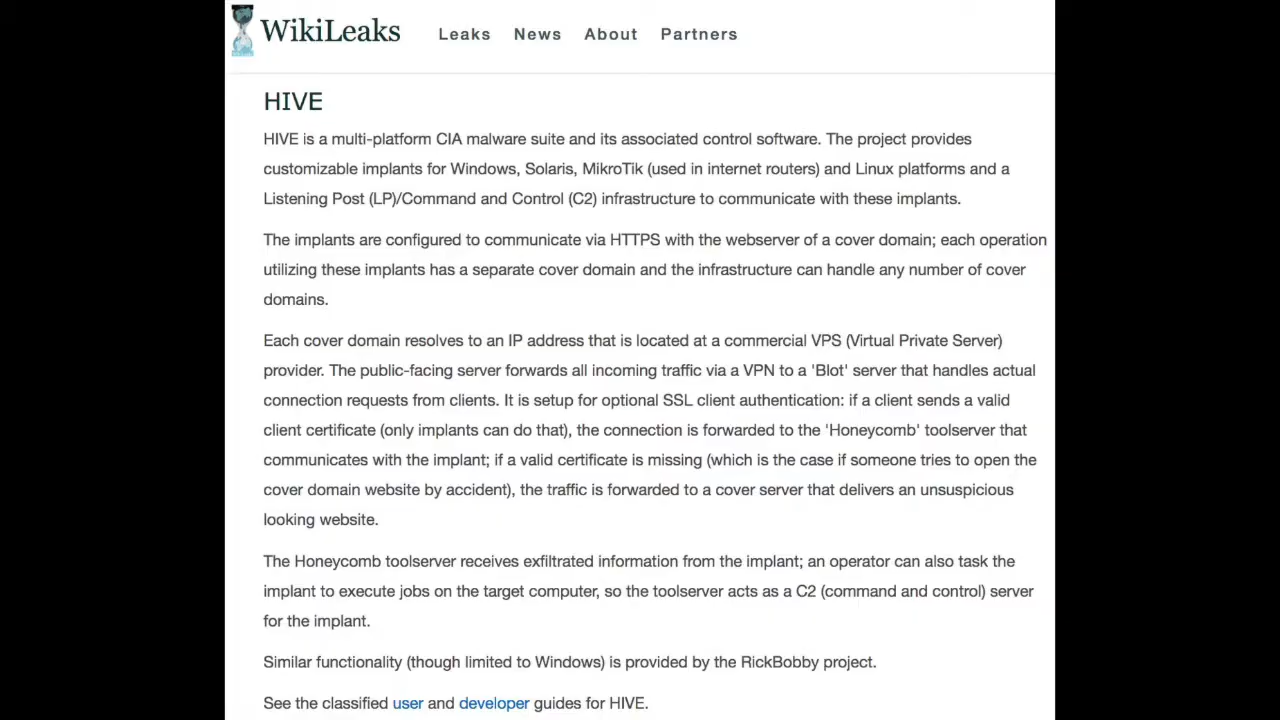 WikiLeaks
Leaks News About Partners
HIVE
HIVE is a multi-platform CIA malware suite and its associated control software. The project provides
customizable implants for Windows, Solaris, MikroTik (used in internet routers) and Linux platforms and a
Listening Post (LP)/Command and Control (C2) infrastructure to communicate with these implants.
The implants are configured to communicate via HTTPS with the webserver of a cover domain; each operation
utilizing these implants has a separate cover domain and the infrastructure can handle any number of cover
domains.
Each cover domain resolves to an IP address that is located at a commercial VPS (Virtual Private Server)
provider. The public-facing server forwards all incoming traffic via a VPN to a 'Blot' server that handles actual
connection requests from clients. It is setup for optional SSL client authentication: if a client sends a valid
client certificate (only implants can do that), the connection is forwarded to the 'Honeycomb' toolserver that
communicates with the implant; if a valid certificate is missing (which is the case if someone tries to open the
cover domain website by accident), the traffic is forwarded to a cover server that delivers an unsuspicious
looking website.
The Honeycomb toolserver receives exfiltrated information from the implant; an operator can also task the
implant to execute jobs on the target computer, so the toolserver acts as a C2 (command and control) server
for the implant.
Similar functionality (though limited to Windows) is provided by the RickBobby project.
See the classified user and developer guides for HIVE.